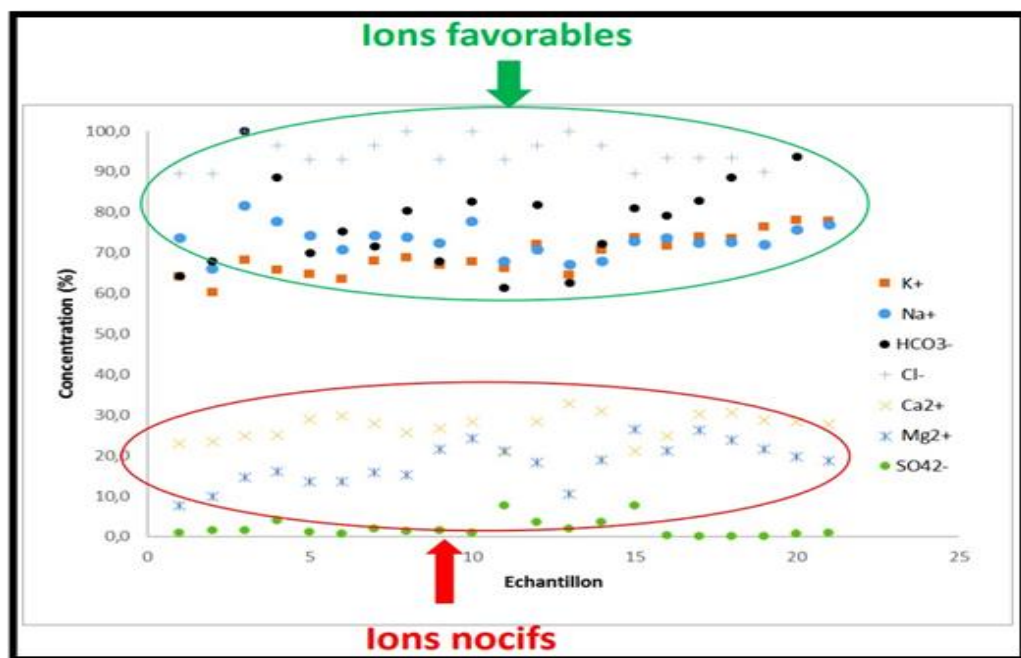 Ions favorables
100,0
90,0
80,0
70,0
60,0
50,0
40,0
30,0
20,0
10,0
0,0
Concentration (%)
0
5
10
15
20
25
Echantillon
K+
Na+
HCO3-
Cl-
Ca2+
Mg2+
SO42-
Ions nocifs